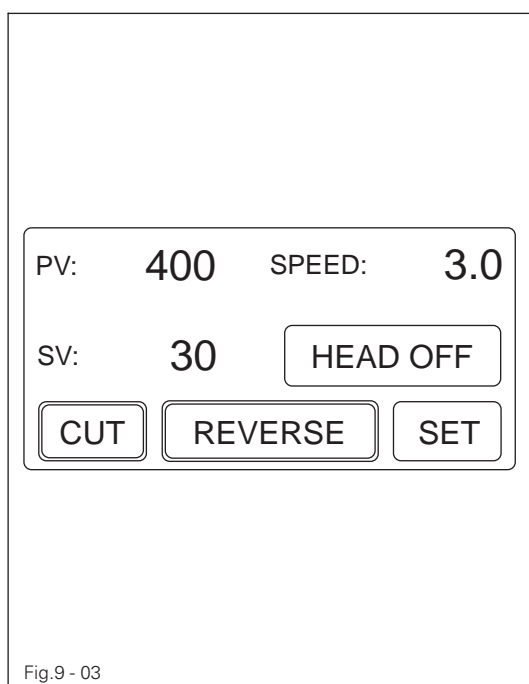 PV: 400 SPEED: 3.0
SV: 30 HEAD OFF
CUT REVERSE SET
Fig.9 - 03